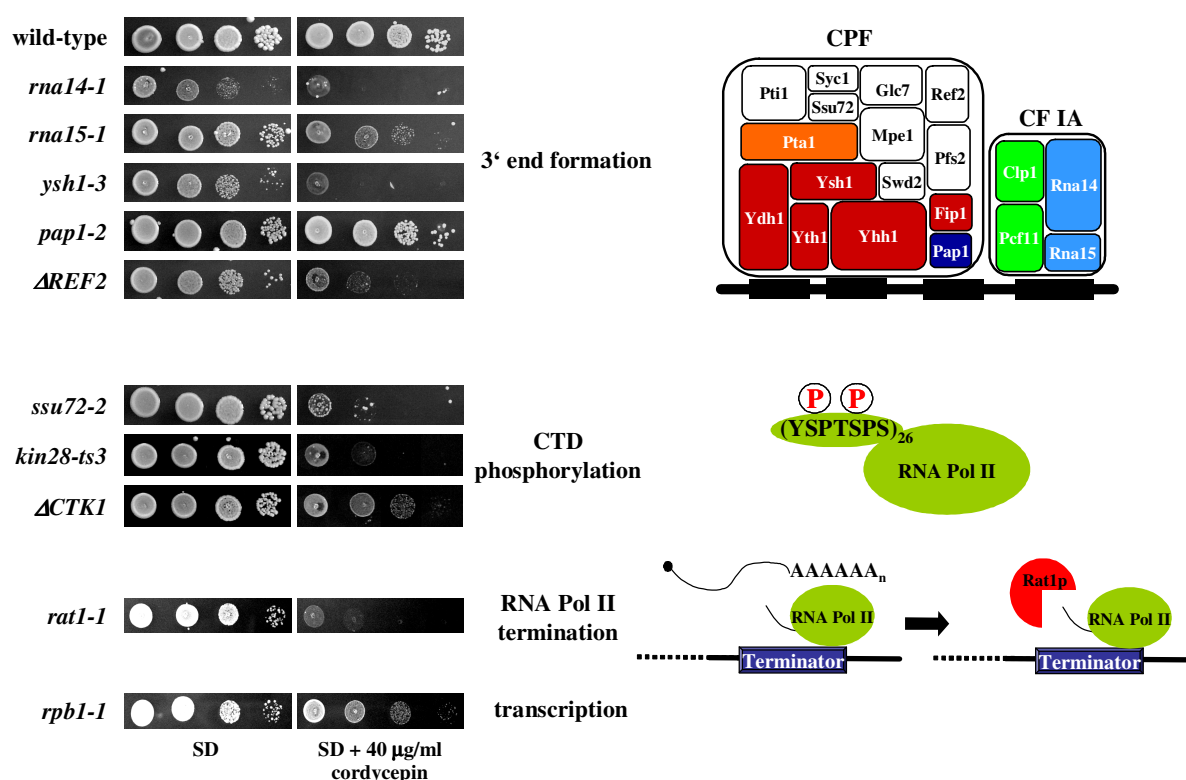 wild-type
rna14-1
rna15-1
ysh1-3
pap1-2
ΔREF2
3‘ end formation
CPF
Pti1
Syc1
Ssu72
Glc7
Ref2
Pta1
Mpe1
Pfs2
Ysh1
Swd2
Ydh1
Yth1
Yhh1
Fip1
Pap1
CF IA
Clp1
Rna14
Pcf11
Rna15
ssu72-2
kin28-ts3
ΔCTK1
CTD
phosphorylation
P P
(YSPTSPS)26
RNA Pol II
rat1-1
RNA Pol II
termination
AAAAAAn
RNA Pol II
Terminator
Rat1p
RNA Pol II
Terminator
rpb1-1
transcription
SD
SD + 40 μg/ml
cordycepin